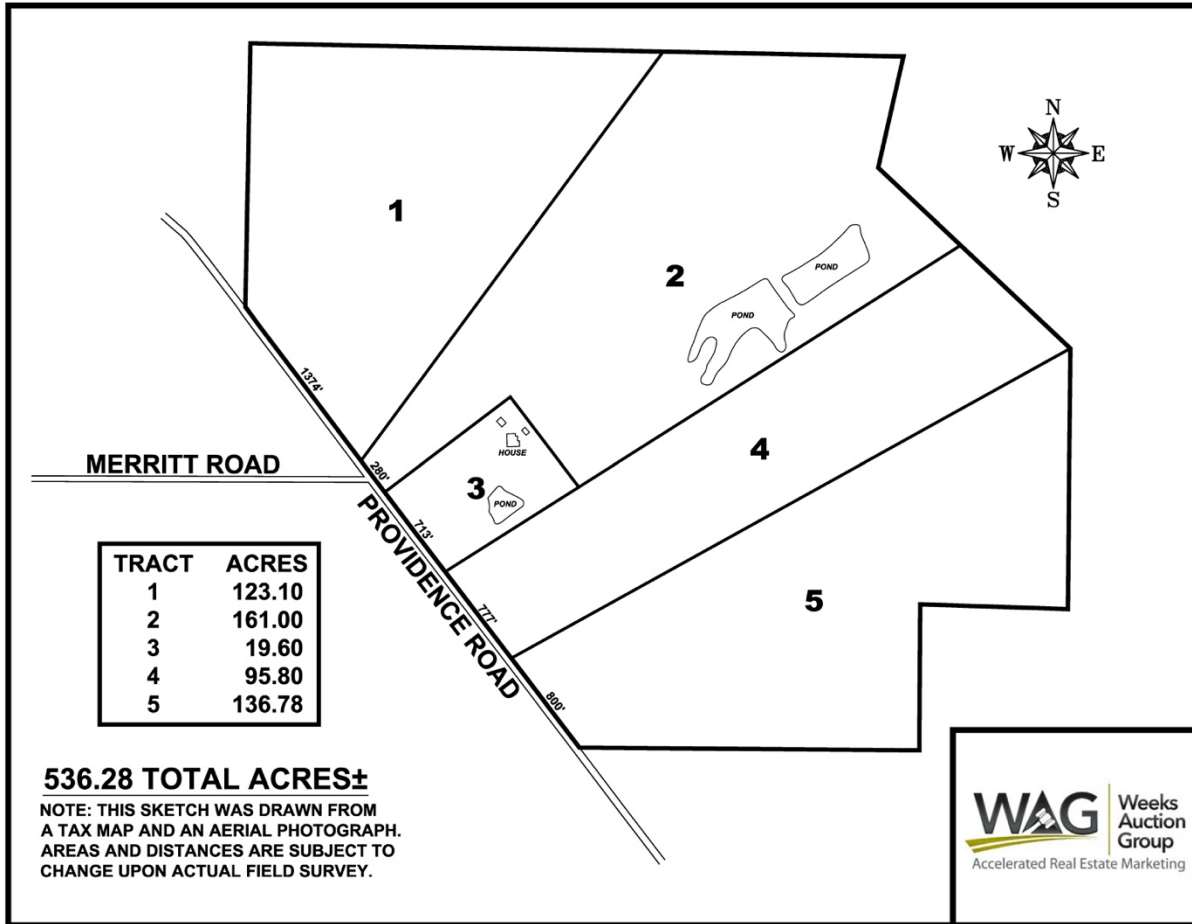 N
W E
S
1
2
POND
POND
1374'
4
HOUSE
MERRITT ROAD
280'
3
POND
713'
PROVIDENCE ROAD
777'
5
800'
TRACT ACRES
1 123.10
2 161.00
3 19.60
4 95.80
5 136.78
536.28 TOTAL ACRES±
NOTE: THIS SKETCH WAS DRAWN FROM
A TAX MAP AND AN AERIAL PHOTOGRAPH.
AREAS AND DISTANCES ARE SUBJECT TO
CHANGE UPON ACTUAL FIELD SURVEY.
WAG
Weeks
Auction
Group
Accelerated Real Estate Marketing